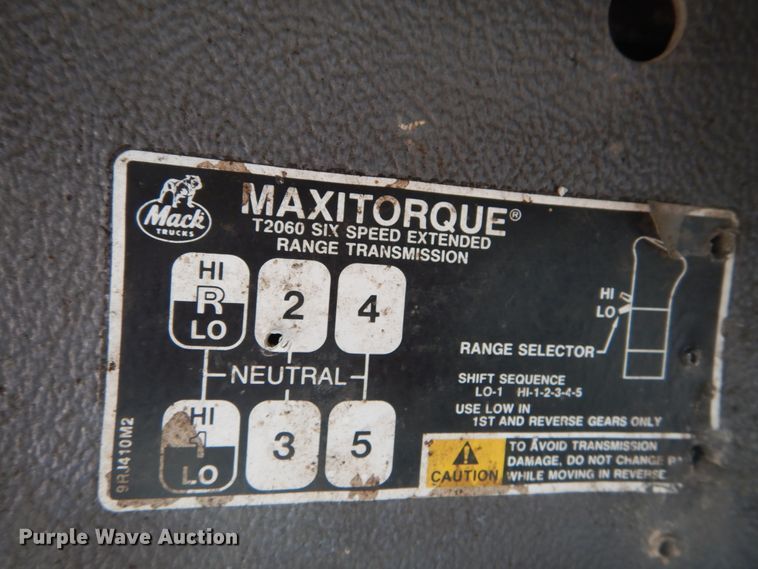 Mack
TRUCKS
MAXITORQUE®
T2060 SIX SPEED EXTENDED
RANGE TRANSMISSION
HI
R
LO
2
4
NEUTRAL
HI
1
LO
3
5
HI
LO
RANGE SELECTOR
SHIFT SEQUENCE
LO-1 HI-1-2-3-4-5
USE LOW IN
1ST AND REVERSE GEARS ONLY
CAUTION
TO AVOID TRANSMISSION
DAMAGE, DO NOT CHANGE
WHILE MOVING IN REVERSE
9RJ410M2
Purple Wave Auction